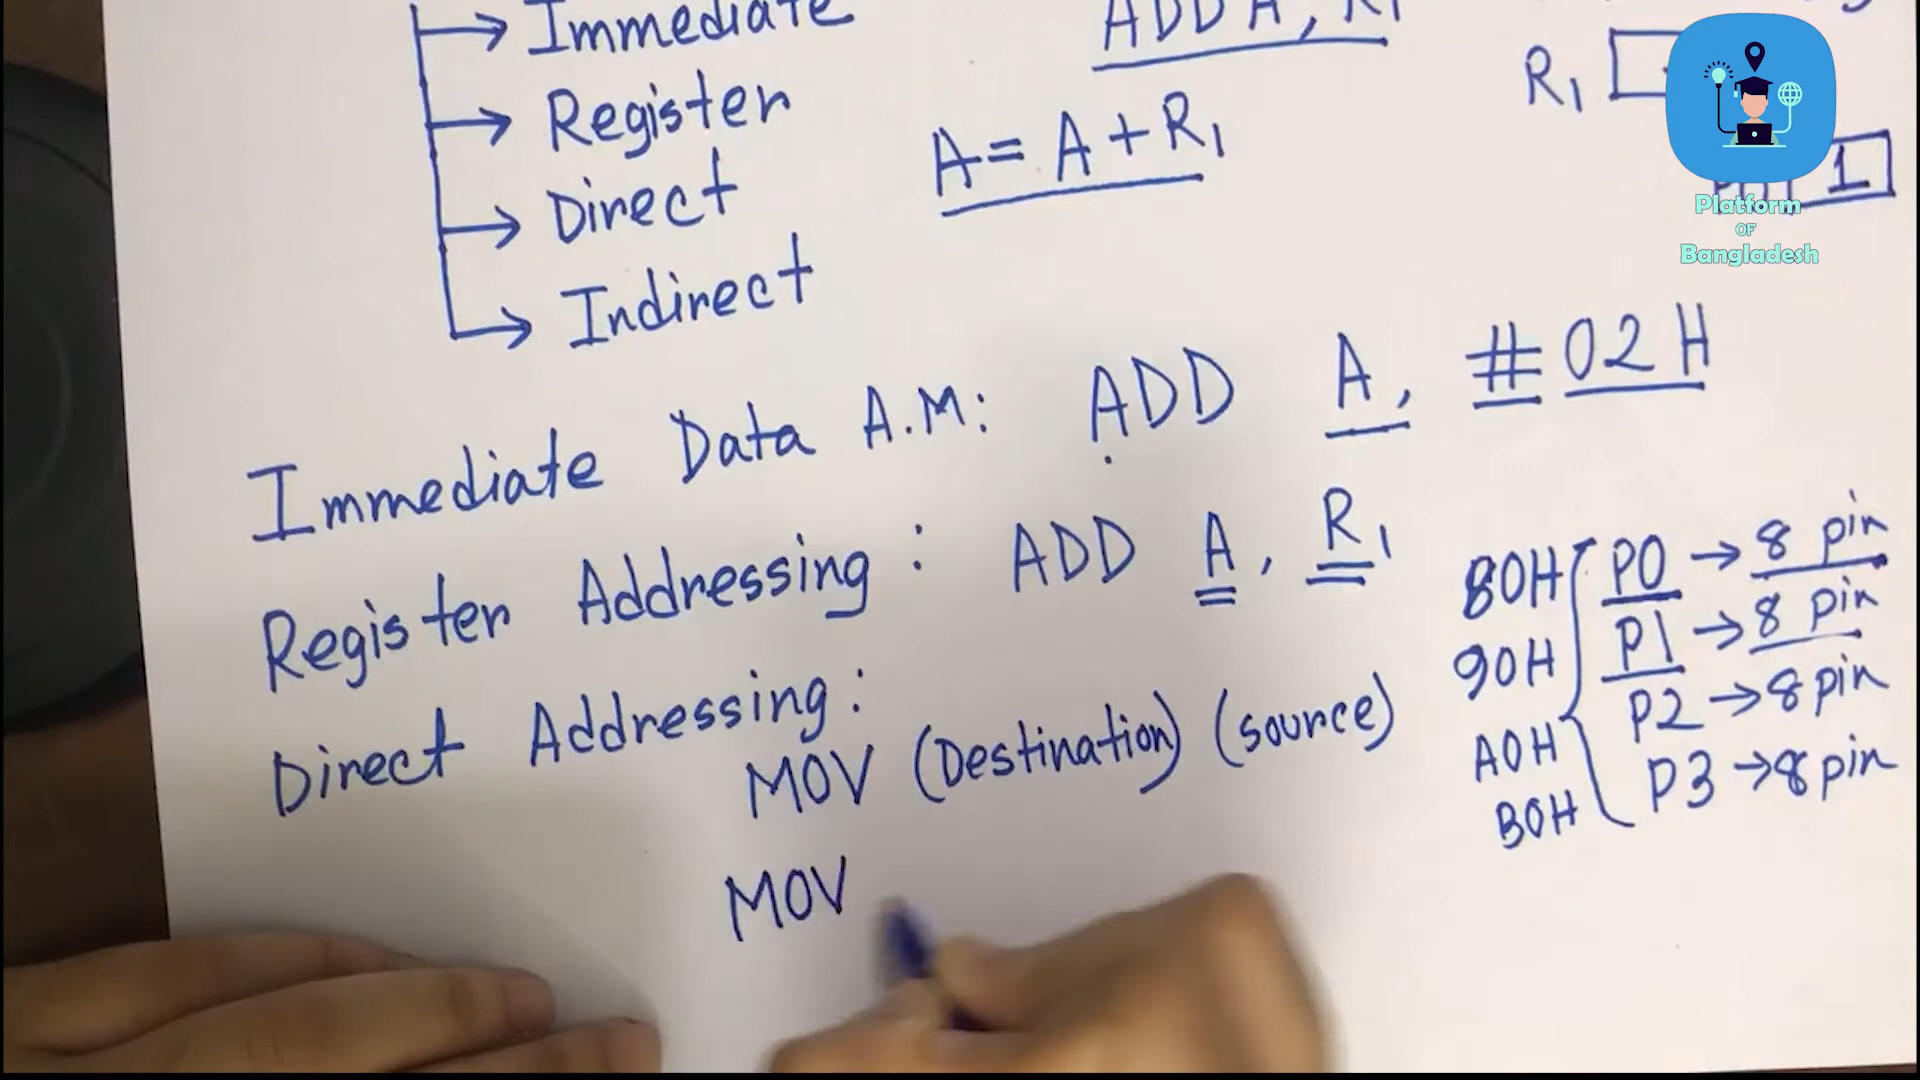 Immediate
ADD A, R1
Register
R1
A = A + R1
1
Direct
Platform
OF
Bangladesh
Indirect
Immediate Data A.M: ADD A, #02H
Register Addressing: ADD A, R1
80H P0 → 8 pin
90H P1 → 8 pin
A0H P2 → 8 pin
B0H P3 → 8 pin
Direct Addressing:
MOV (Destination) (source)
MOV